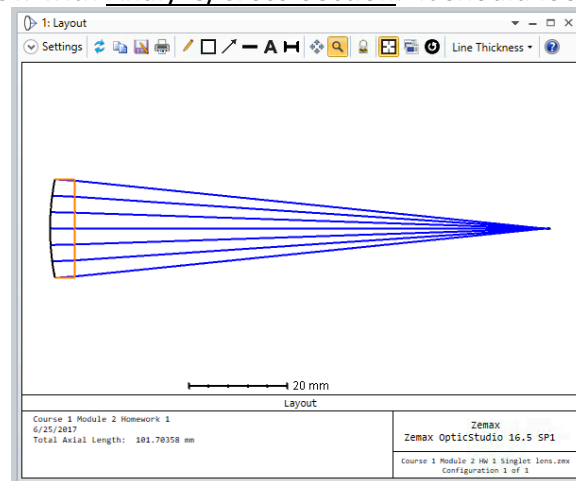 1: Layout
Settings
A
Line Thickness
20 mm
Layout
Course 1 Module 2 Homework 1
6/25/2017
Total Axial Length: 101.70358 mm
Zemax
Zemax OpticStudio 16.5 SP1
Course 1 Module 2 HW 1 Singlet lens.zmx
Configuration 1 of 1